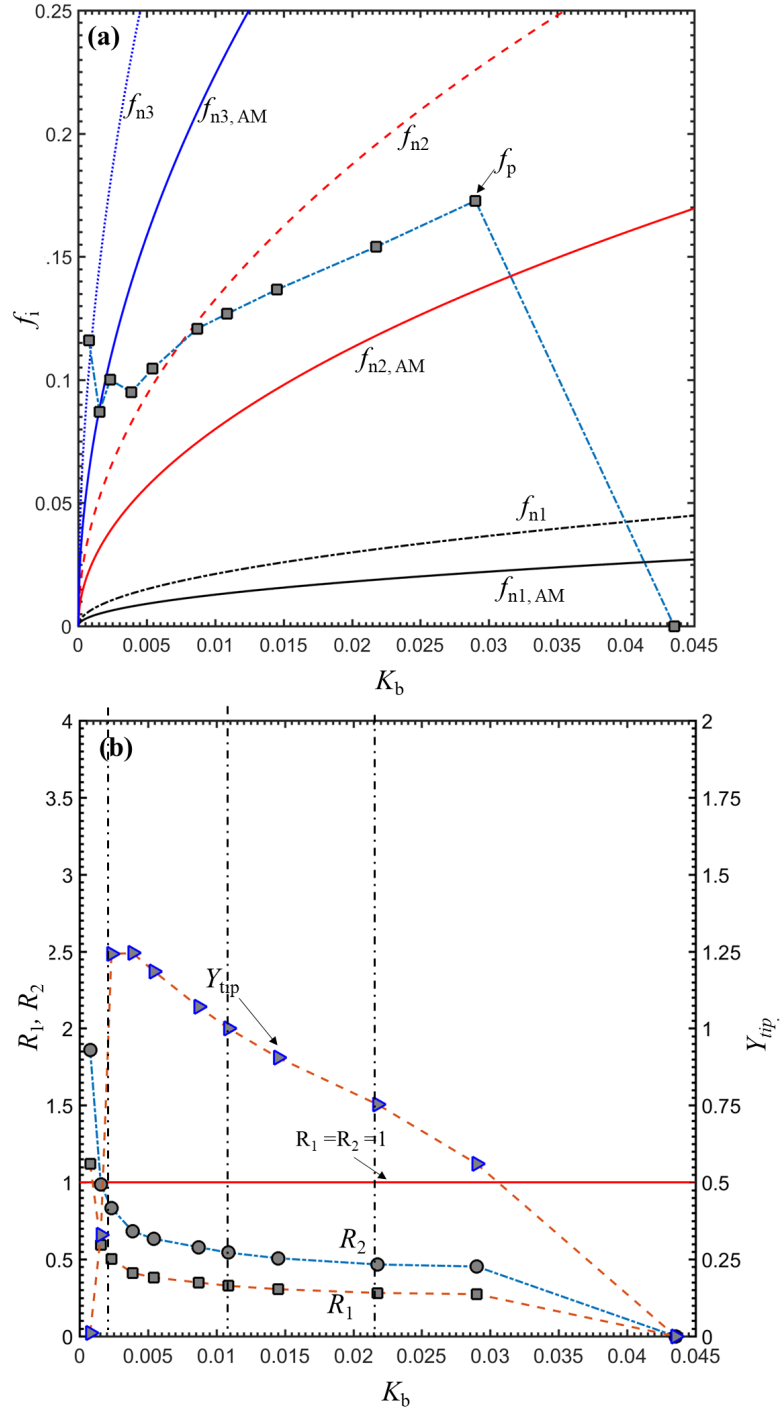 (a)
0.25
0.2
0.15
0.1
0.05
0
f_i
f_n3
f_n3, AM
f_n2
f_p
f_n2, AM
f_n1
f_n1, AM
0 0.005 0.01 0.015 0.02 0.025 0.03 0.035 0.04 0.045
K_b
(b)
4
3.5
3
2.5
2
1.5
1
0.5
0
R_1, R_2
2
1.75
1.5
1.25
1
0.75
0.5
0.25
0
Y_tip.
Y_tip
R_1 =R_2 =1
R_2
R_1
0 0.005 0.01 0.015 0.02 0.025 0.03 0.035 0.04 0.045
K_b